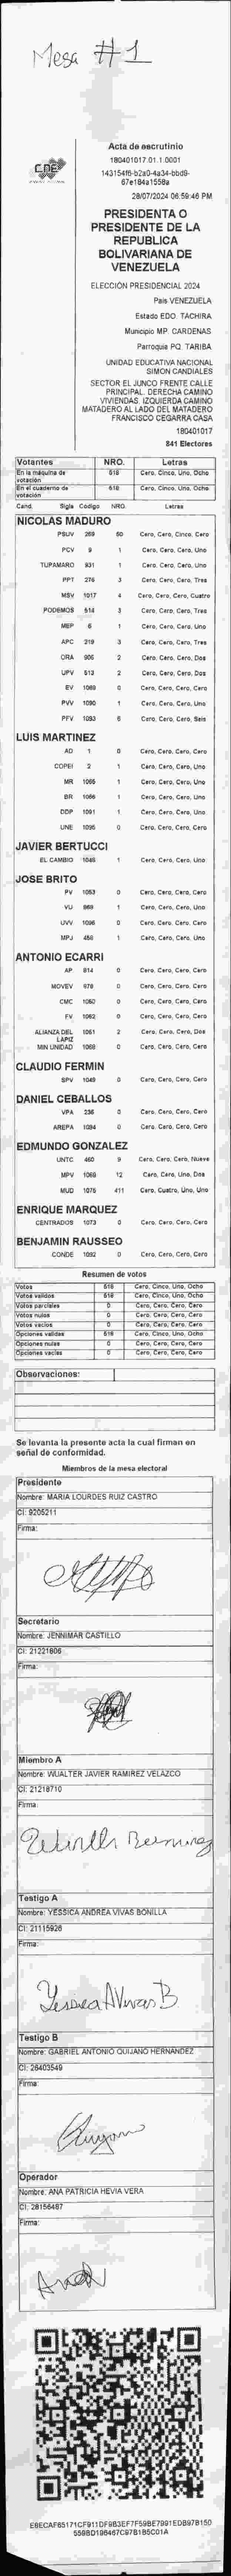 Mesa #1
CNE
Acta de escrutinio
180401017.01.1.0001
143154f6-b2a0-4a34-bbd9-
67e184a1558a
28/07/2024 06:59:46 PM
PRESIDENTA O
PRESIDENTE DE LA
REPUBLICA
BOLIVARIANA DE
VENEZUELA
ELECCIÓN PRESIDENCIAL 2024
País VENEZUELA
Estado EDO. TACHIRA
Municipio MP. CARDENAS
Parroquia PQ. TARIBA
UNIDAD EDUCATIVA NACIONAL
SIMON CANDIALES
SECTOR EL JUNCO FRENTE CALLE
PRINCIPAL. DERECHA CAMINO
VIVIENDAS. IZQUIERDA CAMINO
MATADERO AL LADO DEL MATADERO
FRANCISCO CEGARRA CASA
180401017
841 Electores
Votantes NRO. Letras
En la máquina de votación 518 Cero, Cinco, Uno, Ocho
En el cuaderno de votación 518 Cero, Cinco, Uno, Ocho
Cand. Sigla Código NRO. Letras
NICOLAS MADURO
PSUV 269 50 Cero, Cero, Cinco, Cero
PCV 9 1 Cero, Cero, Cero, Uno
TUPAMARO 931 1 Cero, Cero, Cero, Uno
PPT 276 3 Cero, Cero, Cero, Tres
MSV 1017 4 Cero, Cero, Cero, Cuatro
PODEMOS 514 3 Cero, Cero, Cero, Tres
MEP 6 1 Cero, Cero, Cero, Uno
APC 219 3 Cero, Cero, Cero, Tres
ORA 906 2 Cero, Cero, Cero, Dos
UPV 513 2 Cero, Cero, Cero, Dos
EV 1069 0 Cero, Cero, Cero, Cero
PVV 1090 1 Cero, Cero, Cero, Uno
PFV 1093 6 Cero, Cero, Cero, Seis
LUIS MARTINEZ
AD 1 0 Cero, Cero, Cero, Cero
COPEI 2 1 Cero, Cero, Cero, Uno
MR 1065 1 Cero, Cero, Cero, Uno
BR 1066 1 Cero, Cero, Cero, Uno
DDP 1091 1 Cero, Cero, Cero, Uno
UNE 1095 0 Cero, Cero, Cero, Cero
JAVIER BERTUCCI
EL CAMBIO 1045 1 Cero, Cero, Cero, Uno
JOSE BRITO
PV 1053 0 Cero, Cero, Cero, Cero
VU 869 1 Cero, Cero, Cero, Uno
UVV 1096 0 Cero, Cero, Cero, Cero
MPJ 458 1 Cero, Cero, Cero, Uno
ANTONIO ECARRI
AP 814 0 Cero, Cero, Cero, Cero
MOVEV 679 0 Cero, Cero, Cero, Cero
CMC 1050 0 Cero, Cero, Cero, Cero
FV 1062 0 Cero, Cero, Cero, Cero
ALIANZA DEL LAPIZ 1051 2 Cero, Cero, Cero, Dos
MIN UNIDAD 1068 0 Cero, Cero, Cero, Cero
CLAUDIO FERMIN
SPV 1049 0 Cero, Cero, Cero, Cero
DANIEL CEBALLOS
VPA 236 0 Cero, Cero, Cero, Cero
AREPA 1094 0 Cero, Cero, Cero, Cero
EDMUNDO GONZALEZ
UNTC 460 9 Cero, Cero, Cero, Nueve
MPV 1069 12 Cero, Cero, Uno, Dos
MUD 1075 411 Cero, Cuatro, Uno, Uno
ENRIQUE MARQUEZ
CENTRADOS 1073 0 Cero, Cero, Cero, Cero
BENJAMIN RAUSSEO
CONDE 1092 0 Cero, Cero, Cero, Cero
Resumen de votos
Votos 518 Cero, Cinco, Uno, Ocho
Votos válidos 518 Cero, Cinco, Uno, Ocho
Votos parciales 0 Cero, Cero, Cero, Cero
Votos nulos 0 Cero, Cero, Cero, Cero
Votos vacíos 0 Cero, Cero, Cero, Cero
Opciones válidas 518 Cero, Cinco, Uno, Ocho
Opciones nulas 0 Cero, Cero, Cero, Cero
Opciones vacías 0 Cero, Cero, Cero, Cero
Observaciones:
Se levanta la presente acta la cual firman en
señal de conformidad.
Miembros de la mesa electoral
Presidente
Nombre: MARIA LOURDES RUIZ CASTRO
CI: 9205211
Firma:
Secretario
Nombre: JENNIMAR CASTILLO
CI: 21221806
Firma:
Miembro A
Nombre: WUALTER JAVIER RAMIREZ VELAZCO
CI: 21218710
Firma:
Testigo A
Nombre: YESSICA ANDREA VIVAS BONILLA
CI: 21115926
Firma:
Yessica A Vivas B
Testigo B
Nombre: GABRIEL ANTONIO QUIJANO HERNANDEZ
CI: 26403549
Firma:
Operador
Nombre: ANA PATRICIA HEVIA VERA
CI: 28156487
Firma:
E8ECAF65171CF911DF9B3EF7F59BE7991EDB97B150
559BD198467C97B1B5C01A